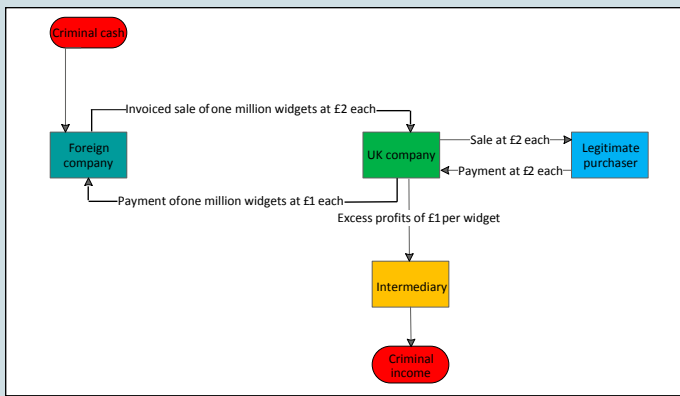 Criminal cash
Invoiced sale of one million widgets at £2 each
Foreign
company
UK company
Sale at £2 each
Payment at £2 each
Legitimate
purchaser
Payment of one million widgets at £1 each
Excess profits of £1 per widget
Intermediary
Criminal
income